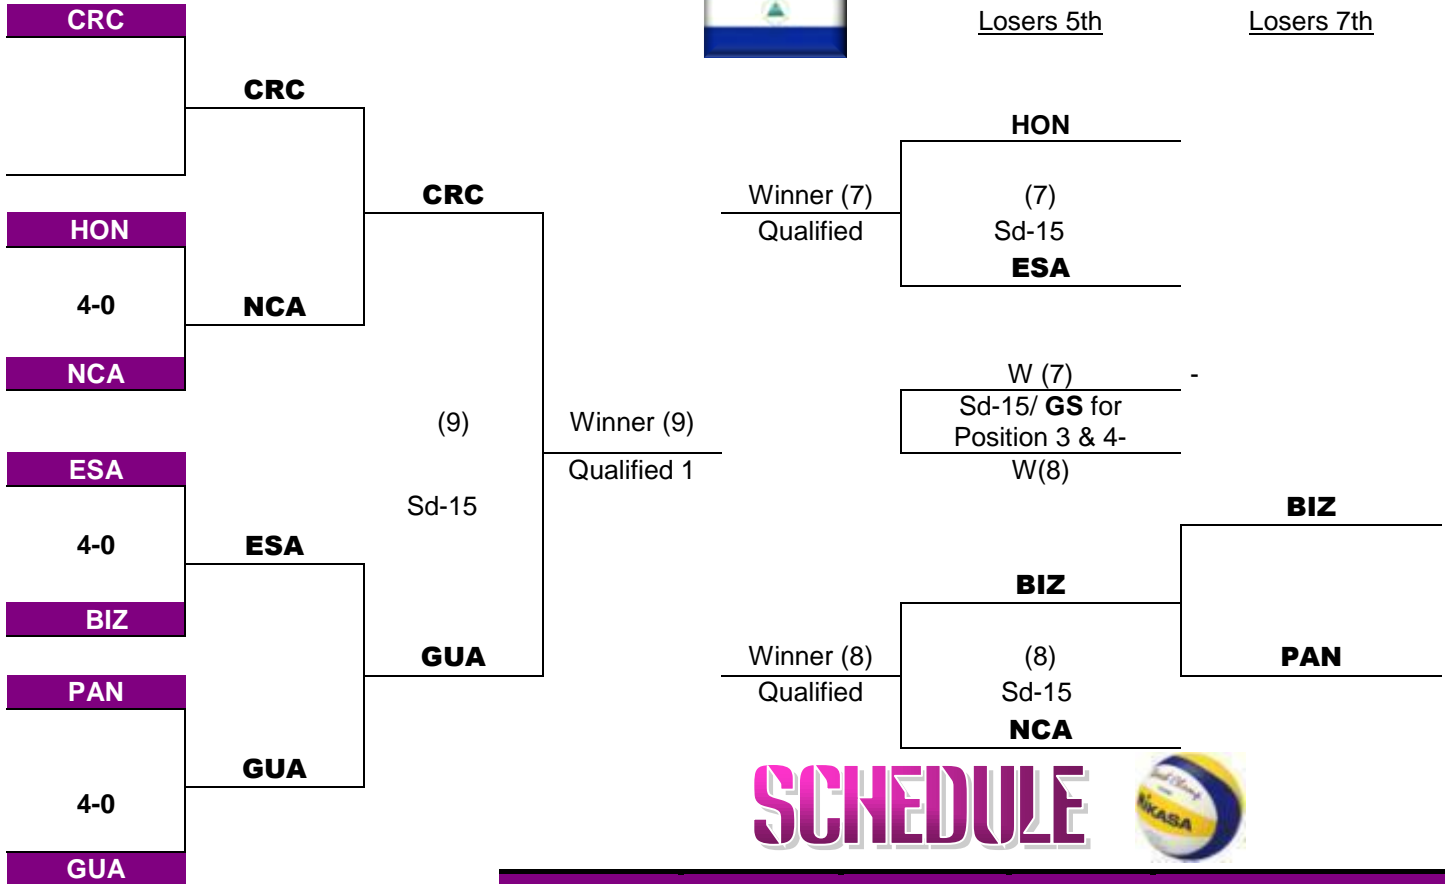 CRC
Losers 5th
Losers 7th
CRC
HON
CRC
Winner (7)
(7)
HON
Qualified
Sd-15
ESA
4-0
NCA
NCA
W (7)
-
Sd-15/ GS for
(9)
Winner (9)
Position 3 & 4-
ESA
Qualified 1
W(8)
Sd-15
BIZ
4-0
ESA
BIZ
BIZ
GUA
Winner (8)
(8)
PAN
PAN
Qualified
Sd-15
NCA
GUA
SCHEDULE
4-0
MIKASA
GUA